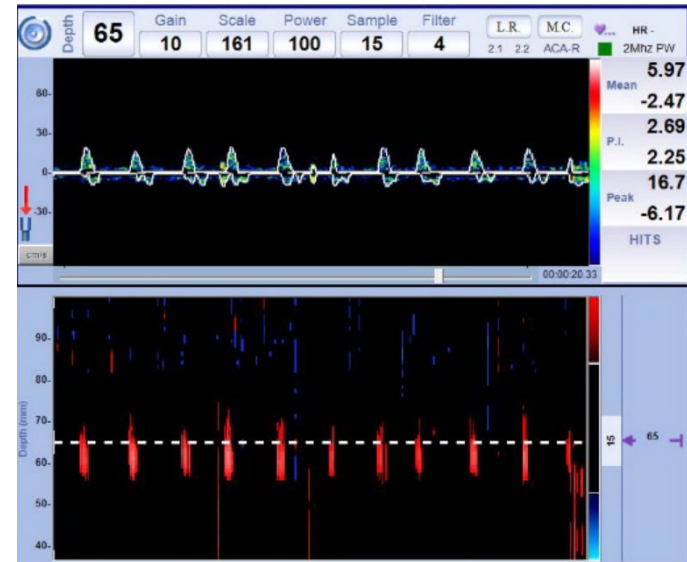 Depth 65 Gain 10 Scale 161 Power 100 Sample 15 Filter 4 L.R. M.C. HR -
2.1 2.2 ACA-R 2Mhz PW
Mean 5.97
-2.47
P.I. 2.69
2.25
Peak 16.7
-6.17
HITS
60-
30-
0-
-30-
cm/s
00:00:20.33
Depth (mm)
90-
80-
70-
60-
50-
40-
15
65